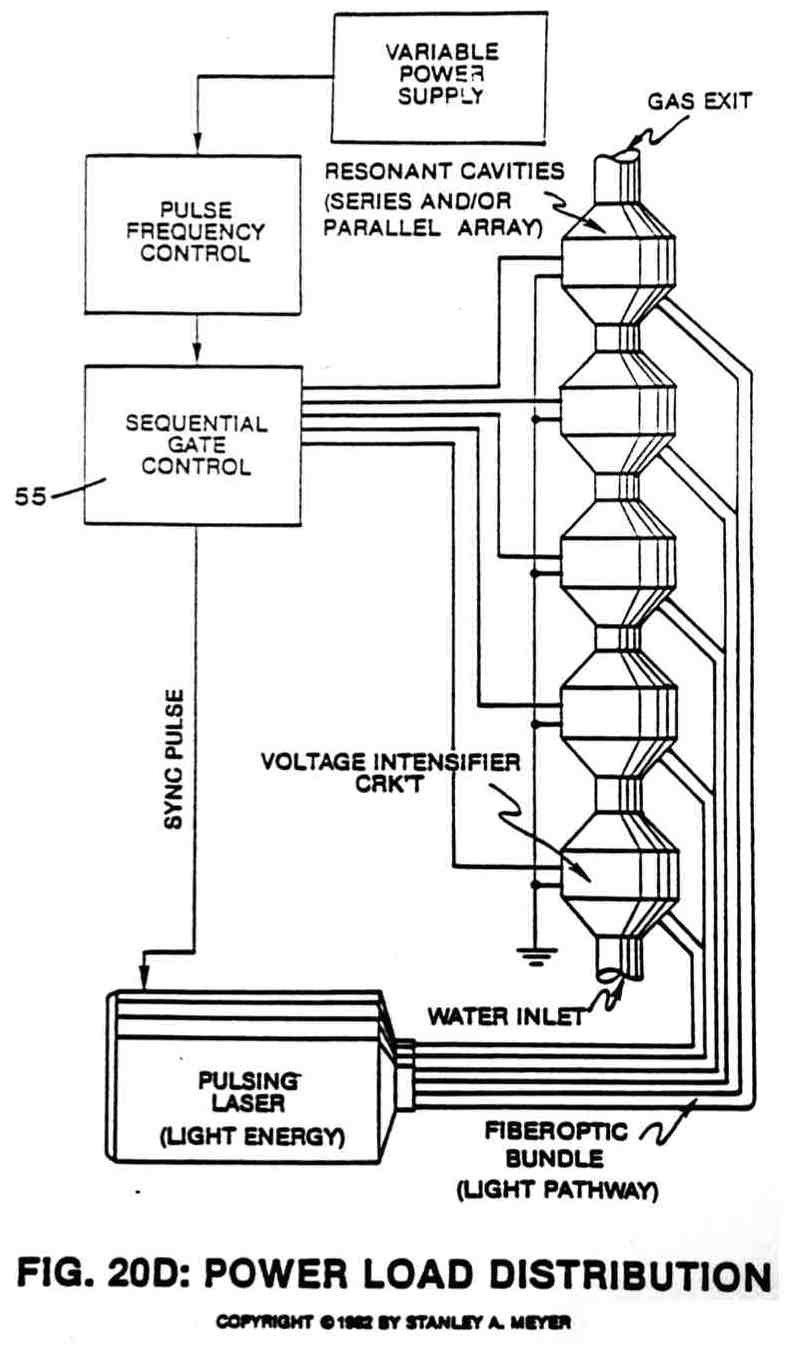 VARIABLE
POWER
SUPPLY
GAS EXIT
RESONANT CAVITIES
(SERIES AND/OR
PARALLEL ARRAY)
PULSE
FREQUENCY
CONTROL
SEQUENTIAL
GATE
CONTROL
55
SYNC PULSE
VOLTAGE INTENSIFIER
CRK'T
WATER INLET
PULSING
LASER
(LIGHT ENERGY)
FIBEROPTIC
BUNDLE
(LIGHT PATHWAY)
FIG. 20D: POWER LOAD DISTRIBUTION
COPYRIGHT © 1982 BY STANLEY A. MEYER